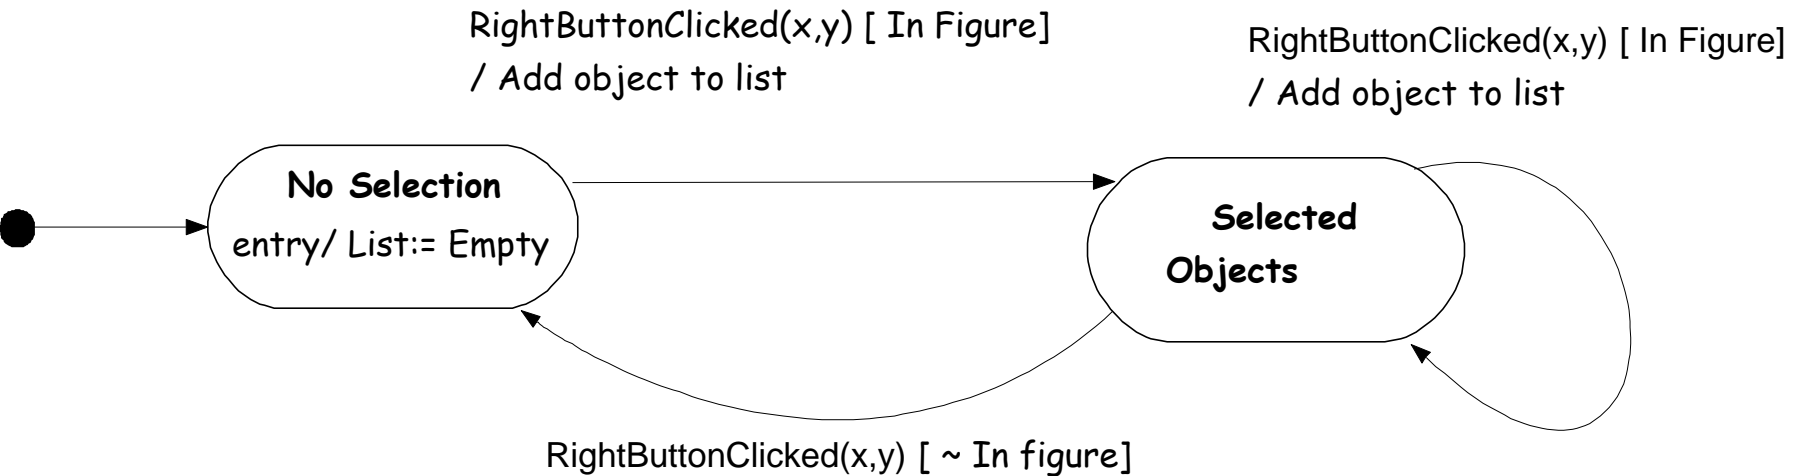 RightButtonClicked(x,y) [ In Figure]
/ Add object to list
RightButtonClicked(x,y) [ In Figure]
/ Add object to list
No Selection
entry/ List:= Empty
Selected
Objects
RightButtonClicked(x,y) [ ~ In figure]